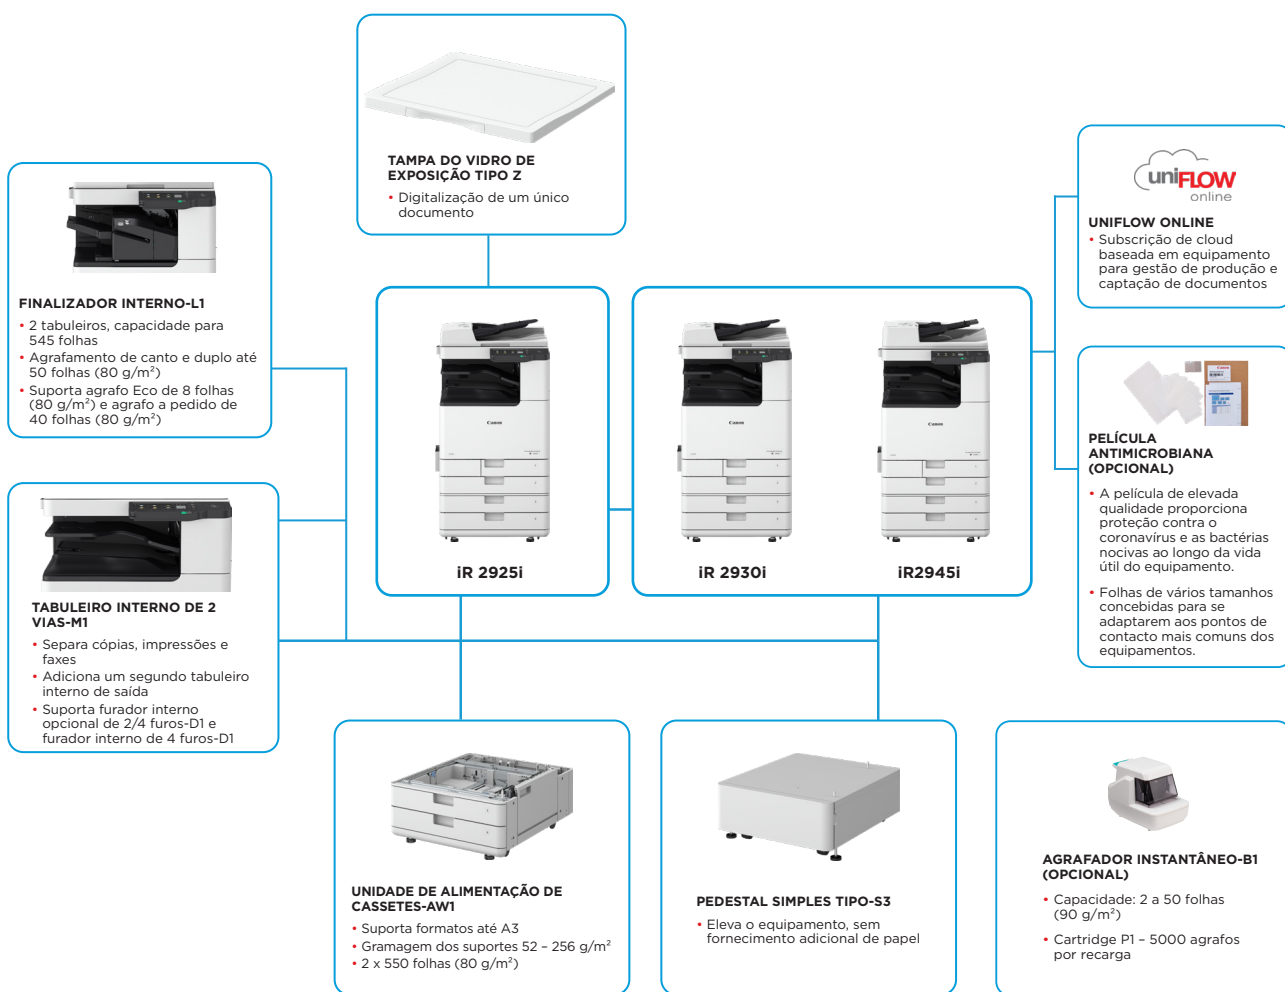 TAMPA DO VIDRO DE
EXPOSIÇÃO TIPO Z
• Digitalização de um único
documento
FINALIZADOR INTERNO-L1
• 2 tabuleiros, capacidade para
545 folhas
• Agrafamento de canto e duplo até
50 folhas (80 g/m²)
• Suporta agrafo Eco de 8 folhas
(80 g/m²) e agrafo a pedido de
40 folhas (80 g/m²)
TABULEIRO INTERNO DE 2
VIAS-M1
• Separa cópias, impressões e
faxes
• Adiciona um segundo tabuleiro
interno de saída
• Suporta furador interno
opcional de 2/4 furos-D1 e
furador interno de 4 furos-D1
Canon
iR 2925i
Canon
iR 2930i
Canon
iR2945i
uniFLOW
online
UNIFLOW ONLINE
• Subscrição de cloud
baseada em equipamento
para gestão de produção e
captação de documentos
Canon
PELÍCULA
ANTIMICROBIANA
(OPCIONAL)
• A película de elevada
qualidade proporciona
proteção contra o
coronavírus e as bactérias
nocivas ao longo da vida
útil do equipamento.
• Folhas de vários tamanhos
concebidas para se
adaptarem aos pontos de
contacto mais comuns dos
equipamentos.
UNIDADE DE ALIMENTAÇÃO DE
CASSETES-AW1
• Suporta formatos até A3
• Gramagem dos suportes 52 – 256 g/m²
• 2 x 550 folhas (80 g/m²)
PEDESTAL SIMPLES TIPO-S3
• Eleva o equipamento, sem
fornecimento adicional de papel
AGRAFADOR INSTANTÂNEO-B1
(OPCIONAL)
• Capacidade: 2 a 50 folhas
(90 g/m²)
• Cartridge P1 – 5000 agrafos
por recarga